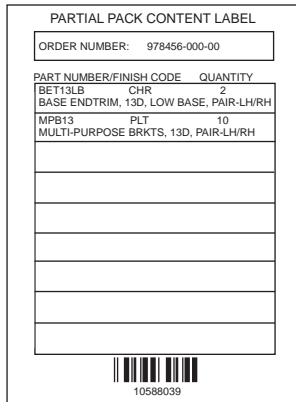 PARTIAL PACK CONTENT LABEL
ORDER NUMBER: 978456-000-00
PART NUMBER/FINISH CODE QUANTITY
BET13LB CHR 2
BASE ENDTRIM, 13D, LOW BASE, PAIR-LH/RH
MPB13 PLT 10
MULTI-PURPOSE BRKTS, 13D, PAIR-LH/RH
10588039